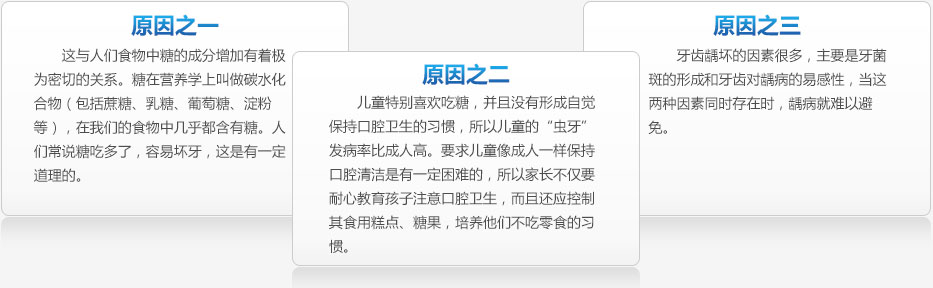 原因之一
这与人们食物中糖的成分增加有着极
为密切的关系。糖在营养学上叫做碳水化
合物（包括蔗糖、乳糖、葡萄糖、淀粉
等），在我们的食物中几乎都含有糖。人
们常说糖吃多了，容易坏牙，这是有一定
道理的。
原因之二
儿童特别喜欢吃糖，并且没有形成自觉
保持口腔卫生的习惯，所以儿童的“虫牙”
发病率比成人高。要求儿童像成人一样保持
口腔清洁是有一定困难的，所以家长不仅要
耐心教育孩子注意口腔卫生，而且还应控制
其食用糕点、糖果，培养他们不吃零食的习
惯。
原因之三
牙齿龋坏的因素很多，主要是牙菌
斑的形成和牙齿对龋病的易感性，当这
两种因素同时存在时，龋病就难以避
免。